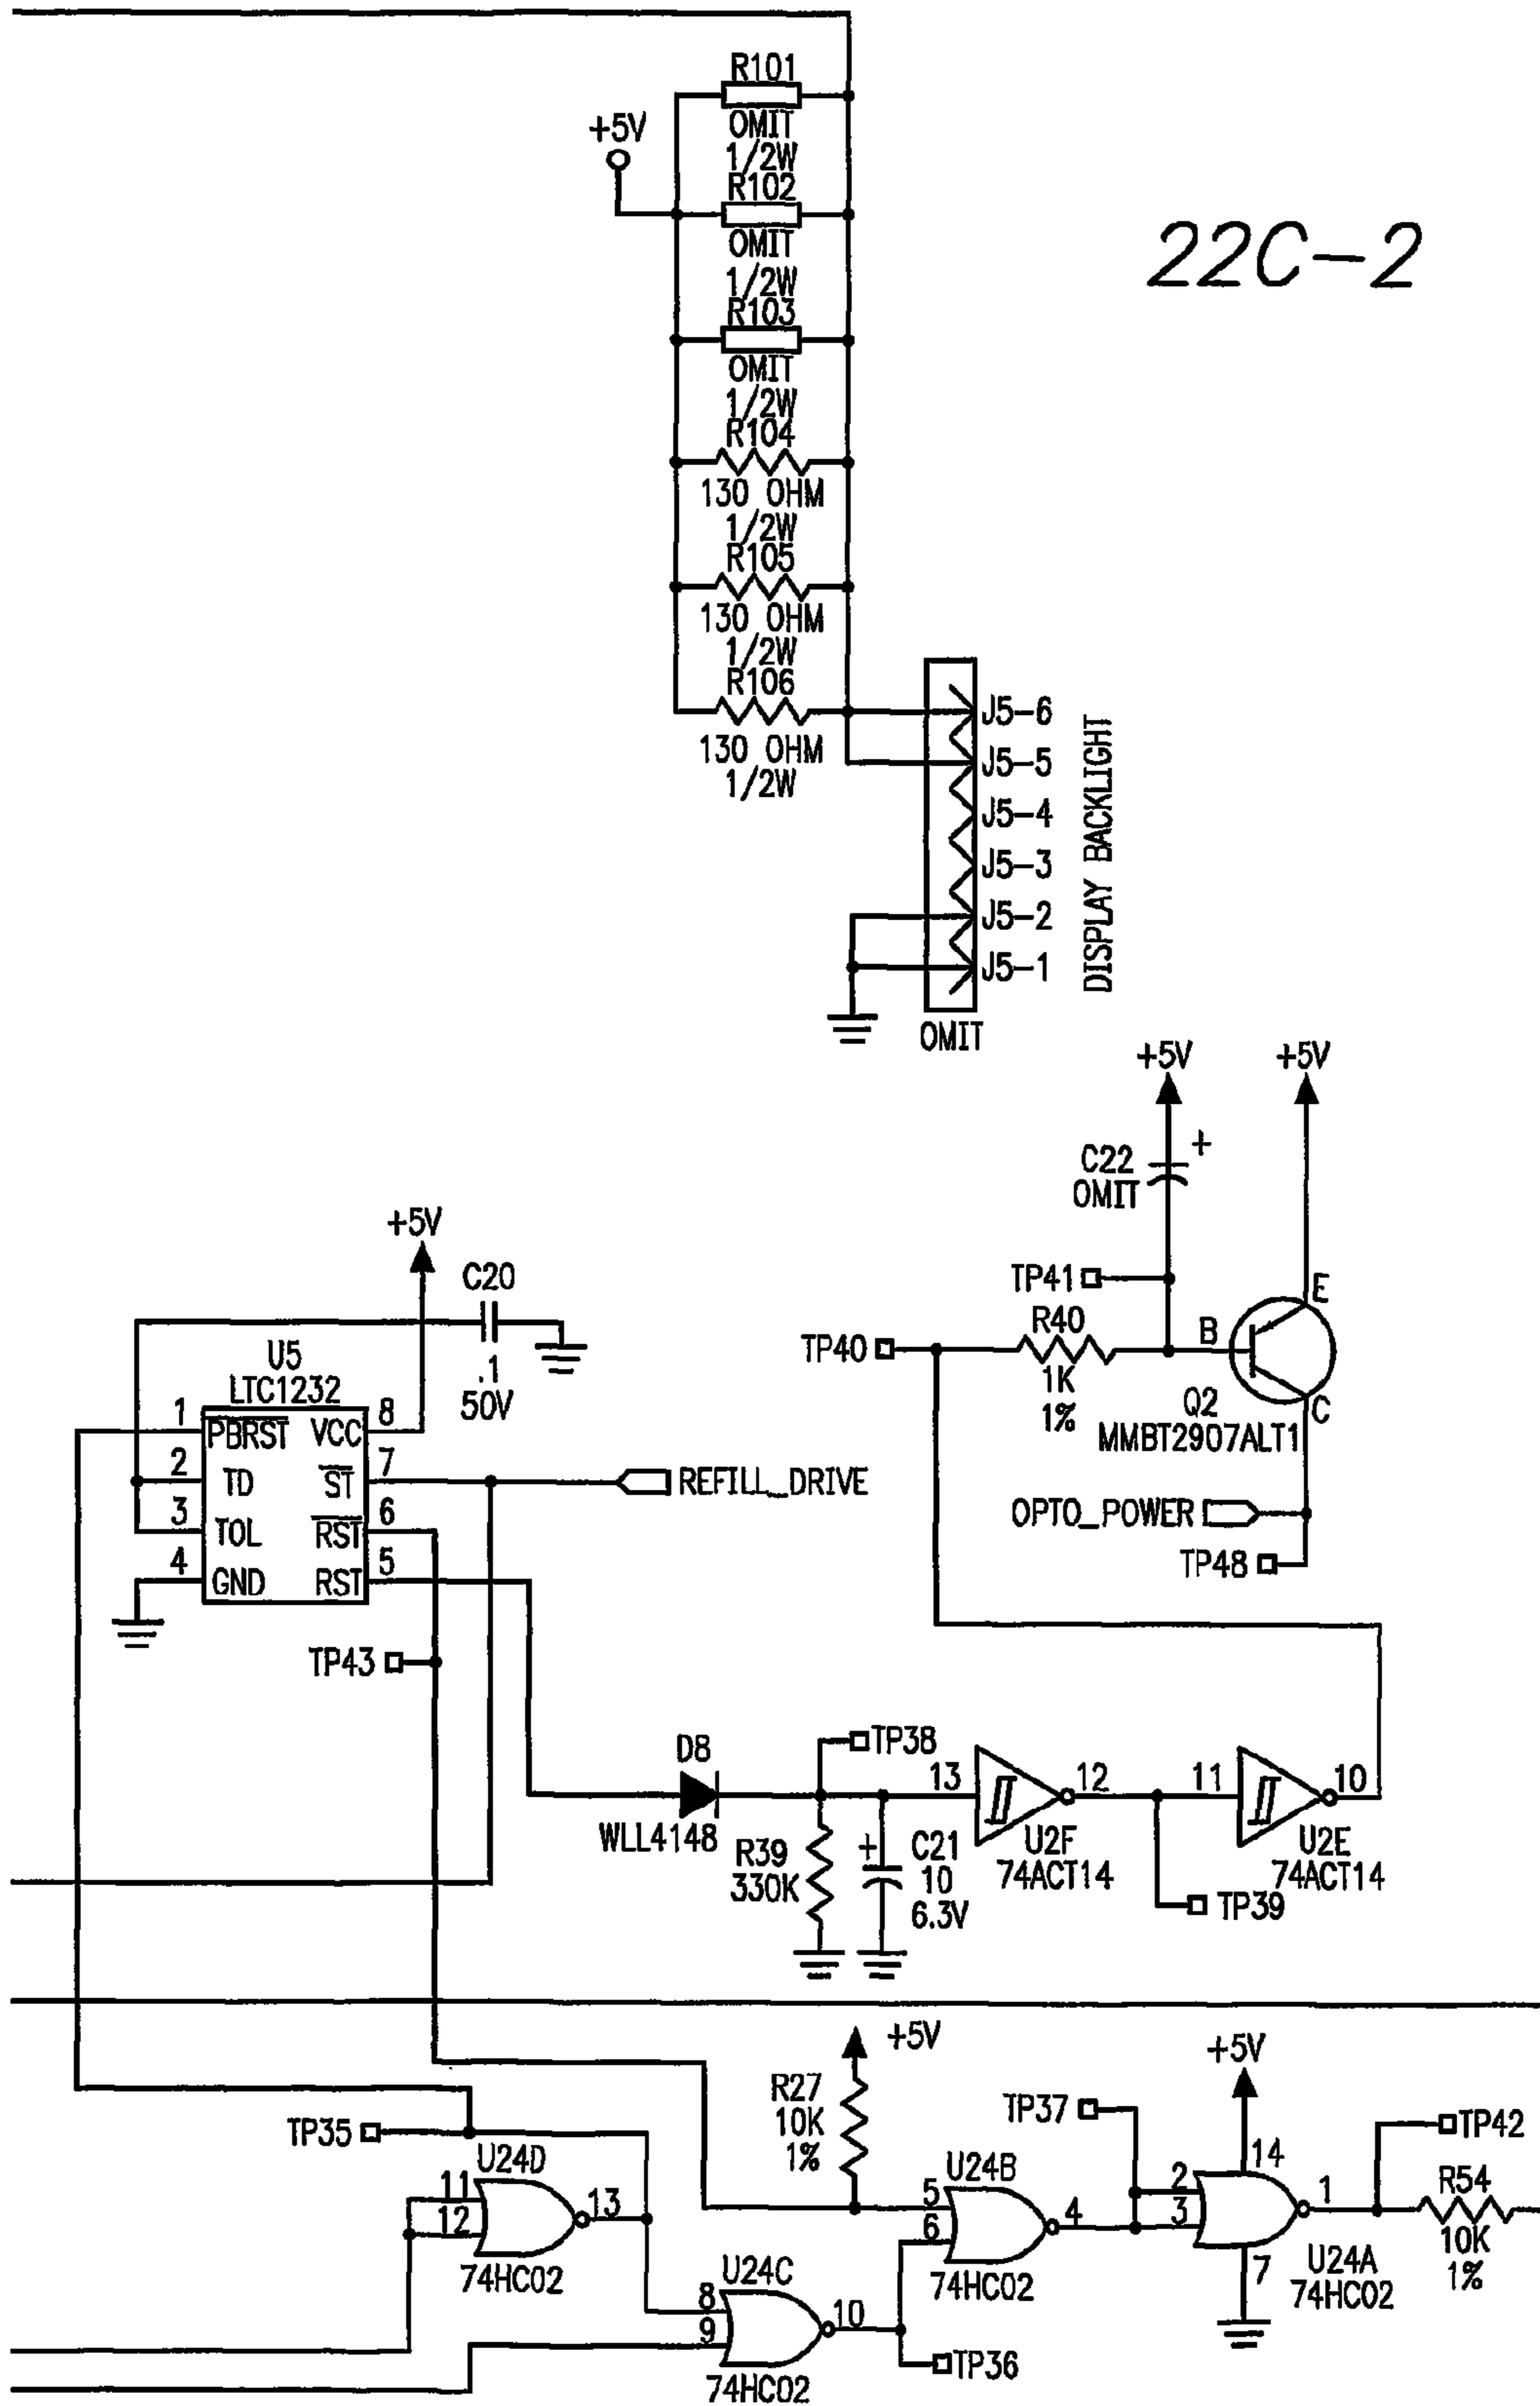 R101
OMIT
1/2W
+5V
R102
OMIT
1/2W
22C-2
R103
OMIT
1/2W
R104
130 OHM
1/2W
R105
130 OHM
1/2W
R106
130 OHM
1/2W
J5-6
J5-5
J5-4
J5-3
J5-2
J5-1
DISPLAY BACKLIGHT
OMIT
+5V
+5V
+
C22
OMIT
TP41
E
R40
B
TP40
1K
1%
Q2
C
MMBT2907ALT1
OPTO_POWER
TP48
+5V
C20
.1
50V
U5
LTC1232
1
PBRST
VCC
8
2
TD
ST
7
REFILL_DRIVE
3
TOL
RST
6
4
GND
RST
5
TP43
D8
WLL4148
TP38
13
12
11
10
R39
330K
+
C21
10
6.3V
U2F
74ACT14
U2E
74ACT14
TP39
+5V
R27
10K
1%
TP37
+5V
TP42
TP35
U24D
11
12
13
74HC02
U24B
5
6
4
74HC02
14
2
3
1
7
U24A
74HC02
R54
10K
1%
U24C
8
9
10
74HC02
TP36